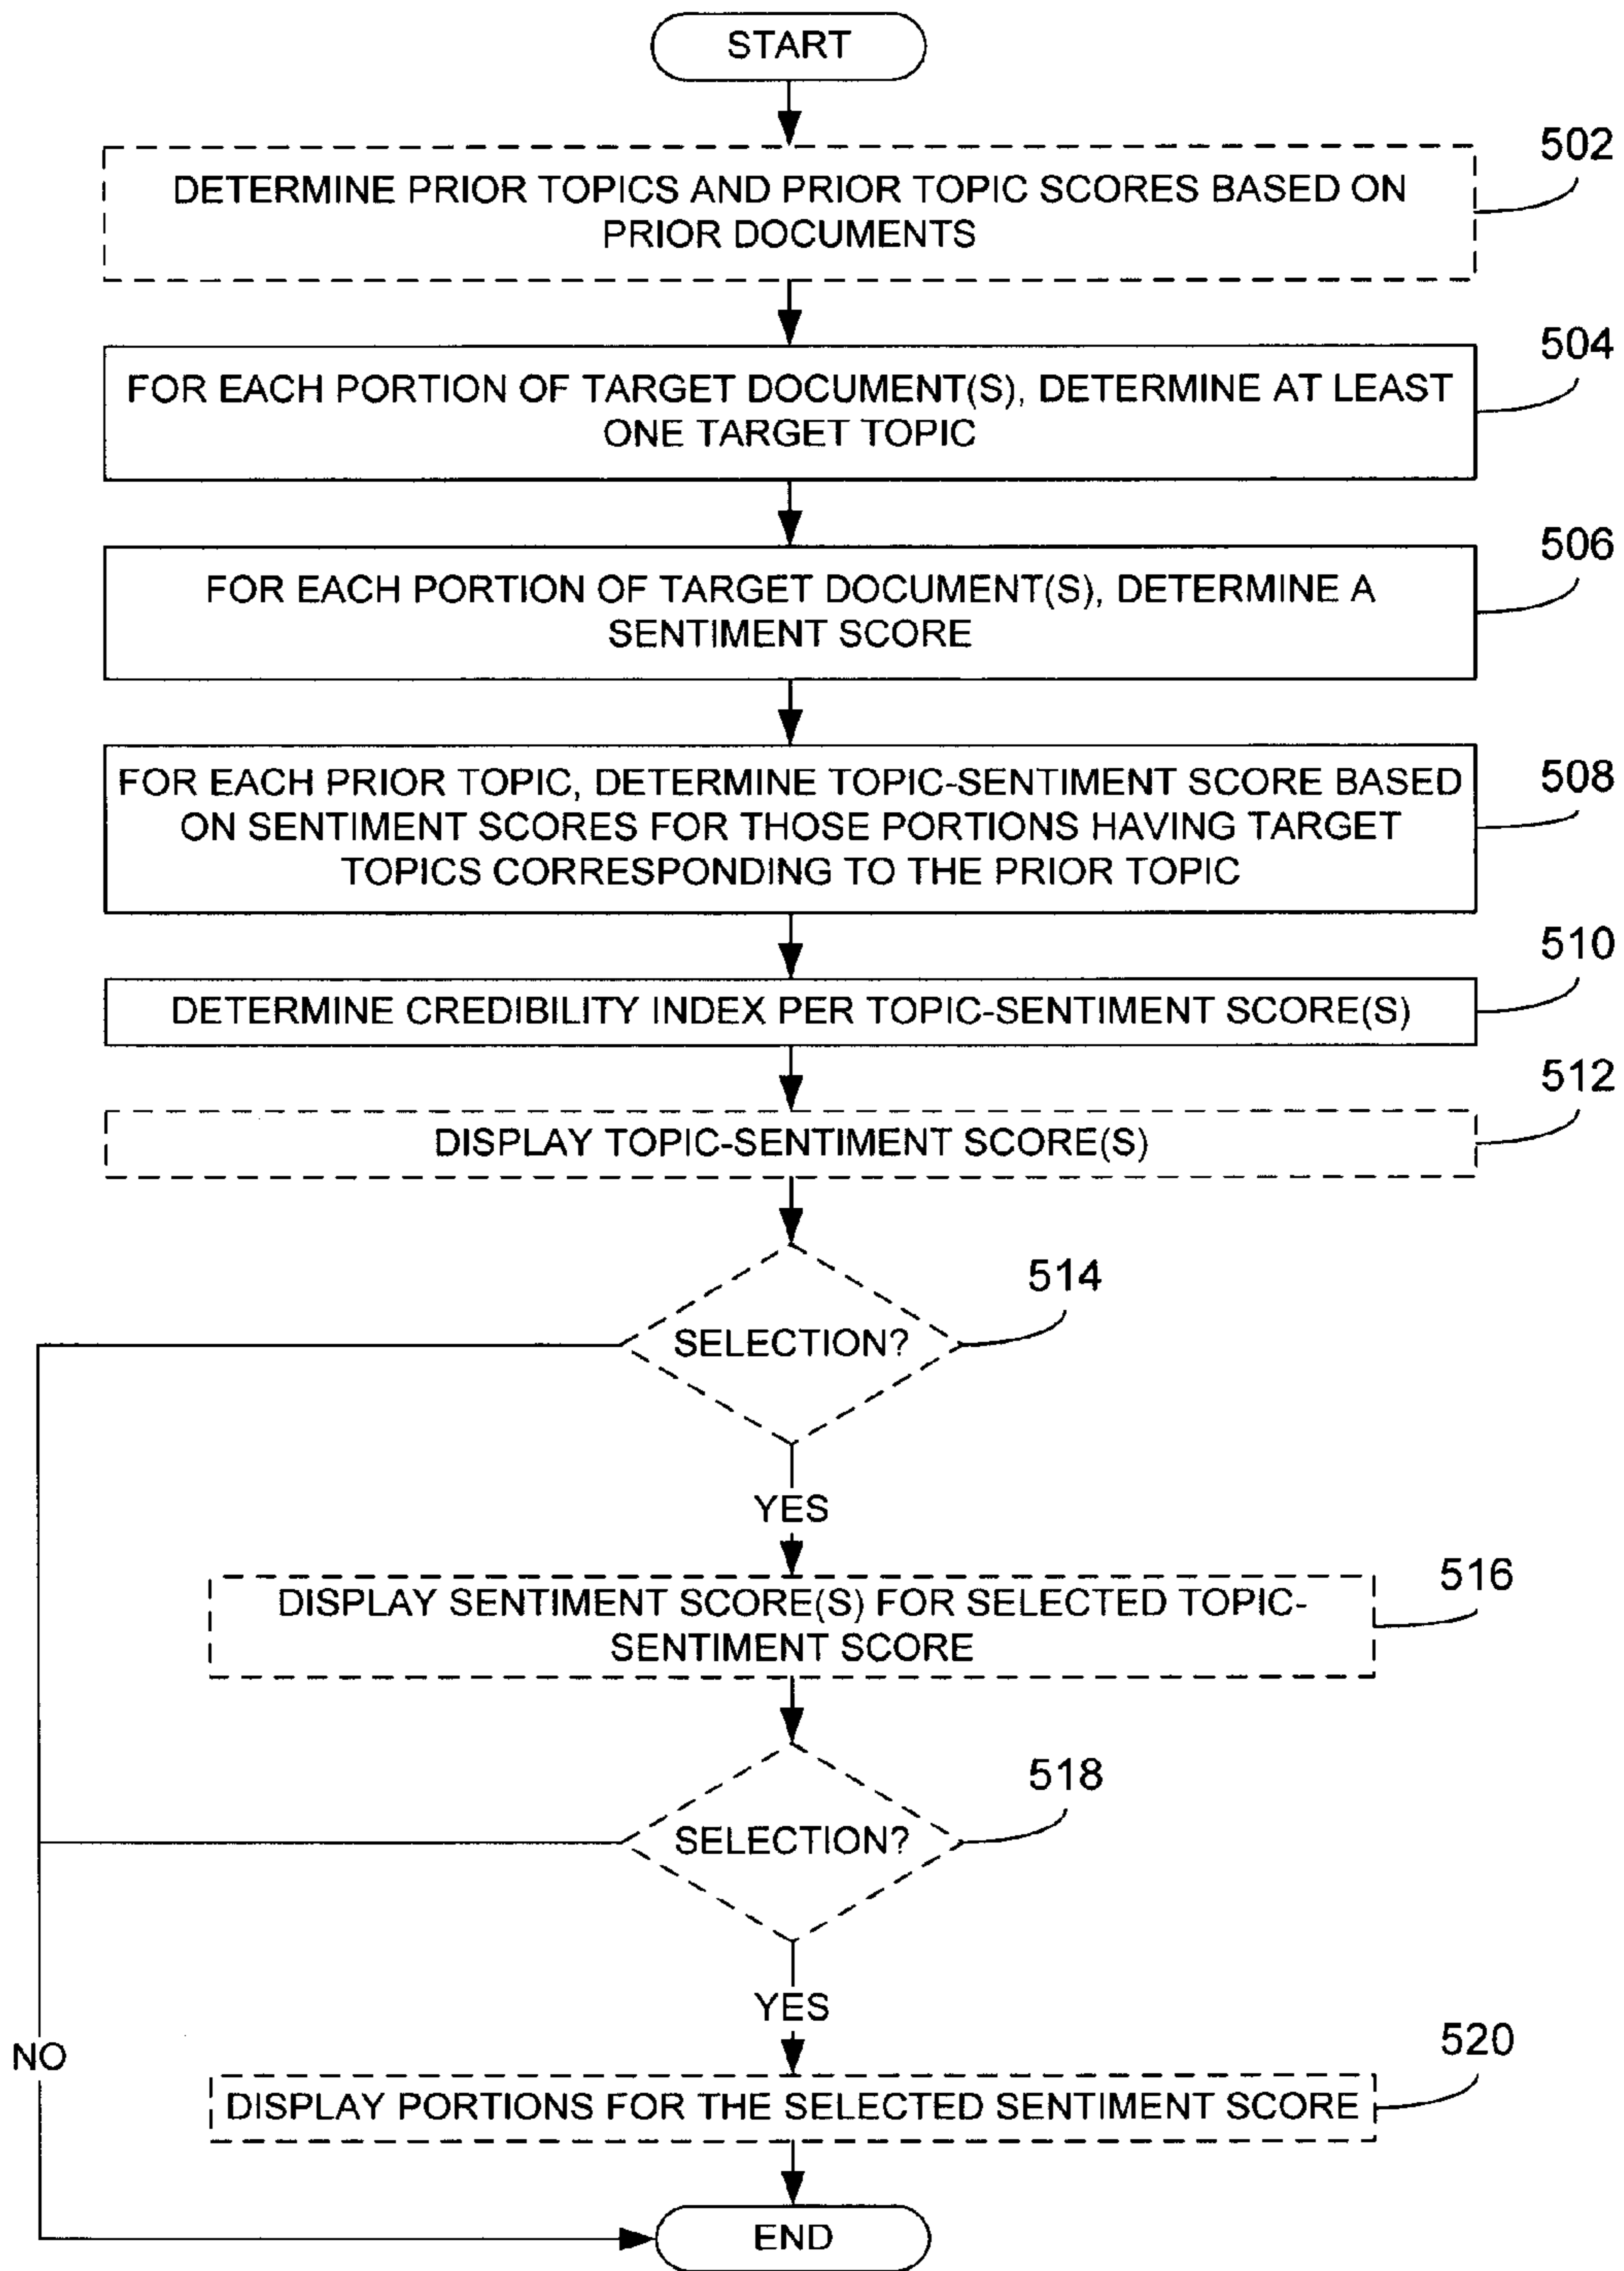 START
502
DETERMINE PRIOR TOPICS AND PRIOR TOPIC SCORES BASED ON
PRIOR DOCUMENTS
504
FOR EACH PORTION OF TARGET DOCUMENT(S), DETERMINE AT LEAST
ONE TARGET TOPIC
506
FOR EACH PORTION OF TARGET DOCUMENT(S), DETERMINE A
SENTIMENT SCORE
508
FOR EACH PRIOR TOPIC, DETERMINE TOPIC-SENTIMENT SCORE BASED
ON SENTIMENT SCORES FOR THOSE PORTIONS HAVING TARGET
TOPICS CORRESPONDING TO THE PRIOR TOPIC
510
DETERMINE CREDIBILITY INDEX PER TOPIC-SENTIMENT SCORE(S)
512
DISPLAY TOPIC-SENTIMENT SCORE(S)
514
SELECTION?
YES
516
DISPLAY SENTIMENT SCORE(S) FOR SELECTED TOPIC-
SENTIMENT SCORE
518
SELECTION?
YES
NO
520
DISPLAY PORTIONS FOR THE SELECTED SENTIMENT SCORE
END